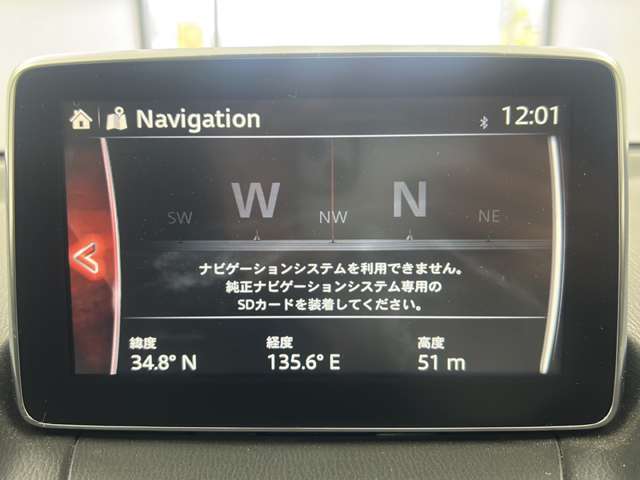 Navigation 12:01
SW W NW N NE
ナビゲーションシステムを利用できません。
純正ナビゲーションシステム専用の
SDカードを装着してください。
緯度 経度 高度
34.8° N 135.6° E 51 m